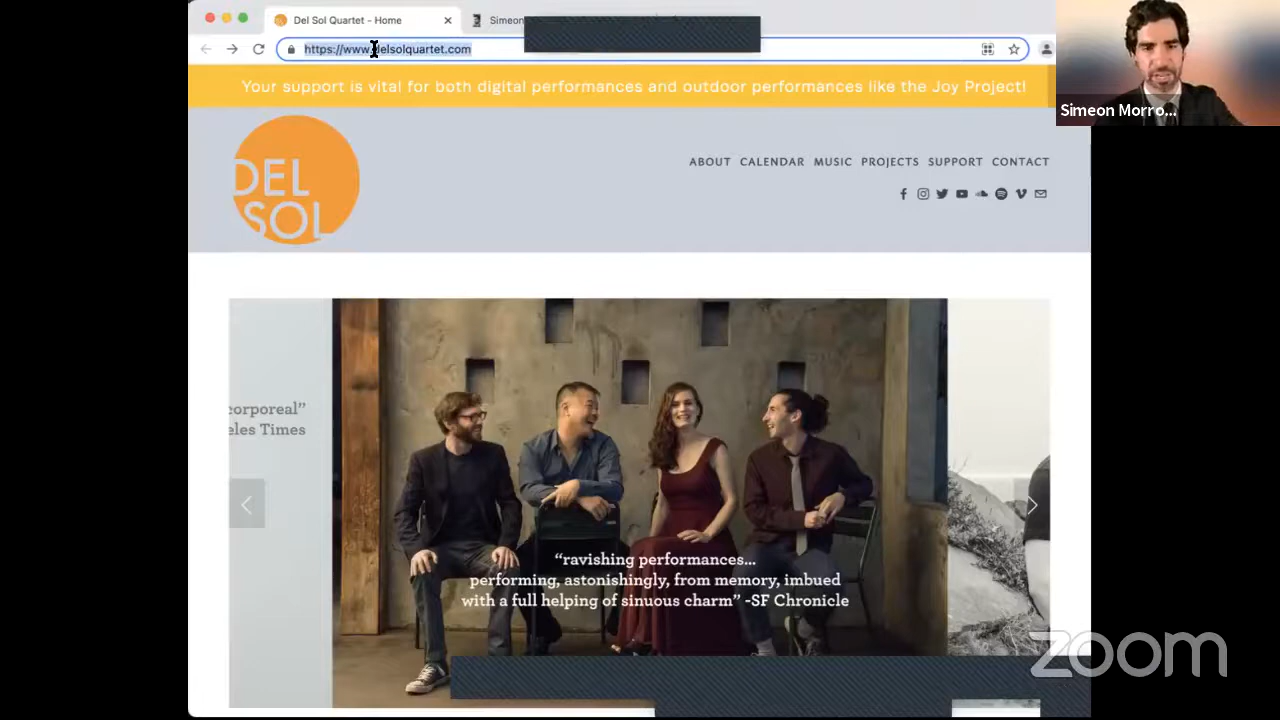 Del Sol Quartet - Home
Simeon
https://www.delsolquartet.com
Your support is vital for both digital performances and outdoor performances like the Joy Project!
Simeon Morro...
DEL
SOL
ABOUT CALENDAR MUSIC PROJECTS SUPPORT CONTACT
corporeal”
eles Times
“ravishing performances...
performing, astonishingly, from memory, imbued
with a full helping of sinuous charm” -SF Chronicle
zoom